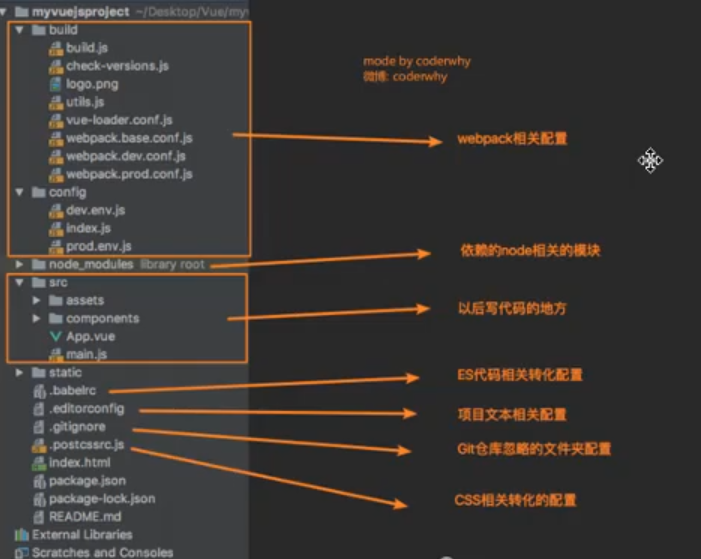 myvuejsproject ~/Desktop/Vue/myv
build
build.js
check-versions.js
logo.png
utils.js
vue-loader.conf.js
webpack.base.conf.js
webpack.dev.conf.js
webpack.prod.conf.js
config
dev.env.js
index.js
prod.env.js
node_modules library root
src
assets
components
App.vue
main.js
static
.babelrc
.editorconfig
.gitignore
.postcssrc.js
index.html
package.json
package-lock.json
README.md
External Libraries
Scratches and Consoles
mode by coderwhy
微博: coderwhy
webpack相关配置
依赖的node相关的模块
以后写代码的地方
ES代码相关转化配置
项目文本相关配置
Git仓库忽略的文件夹配置
CSS相关转化的配置